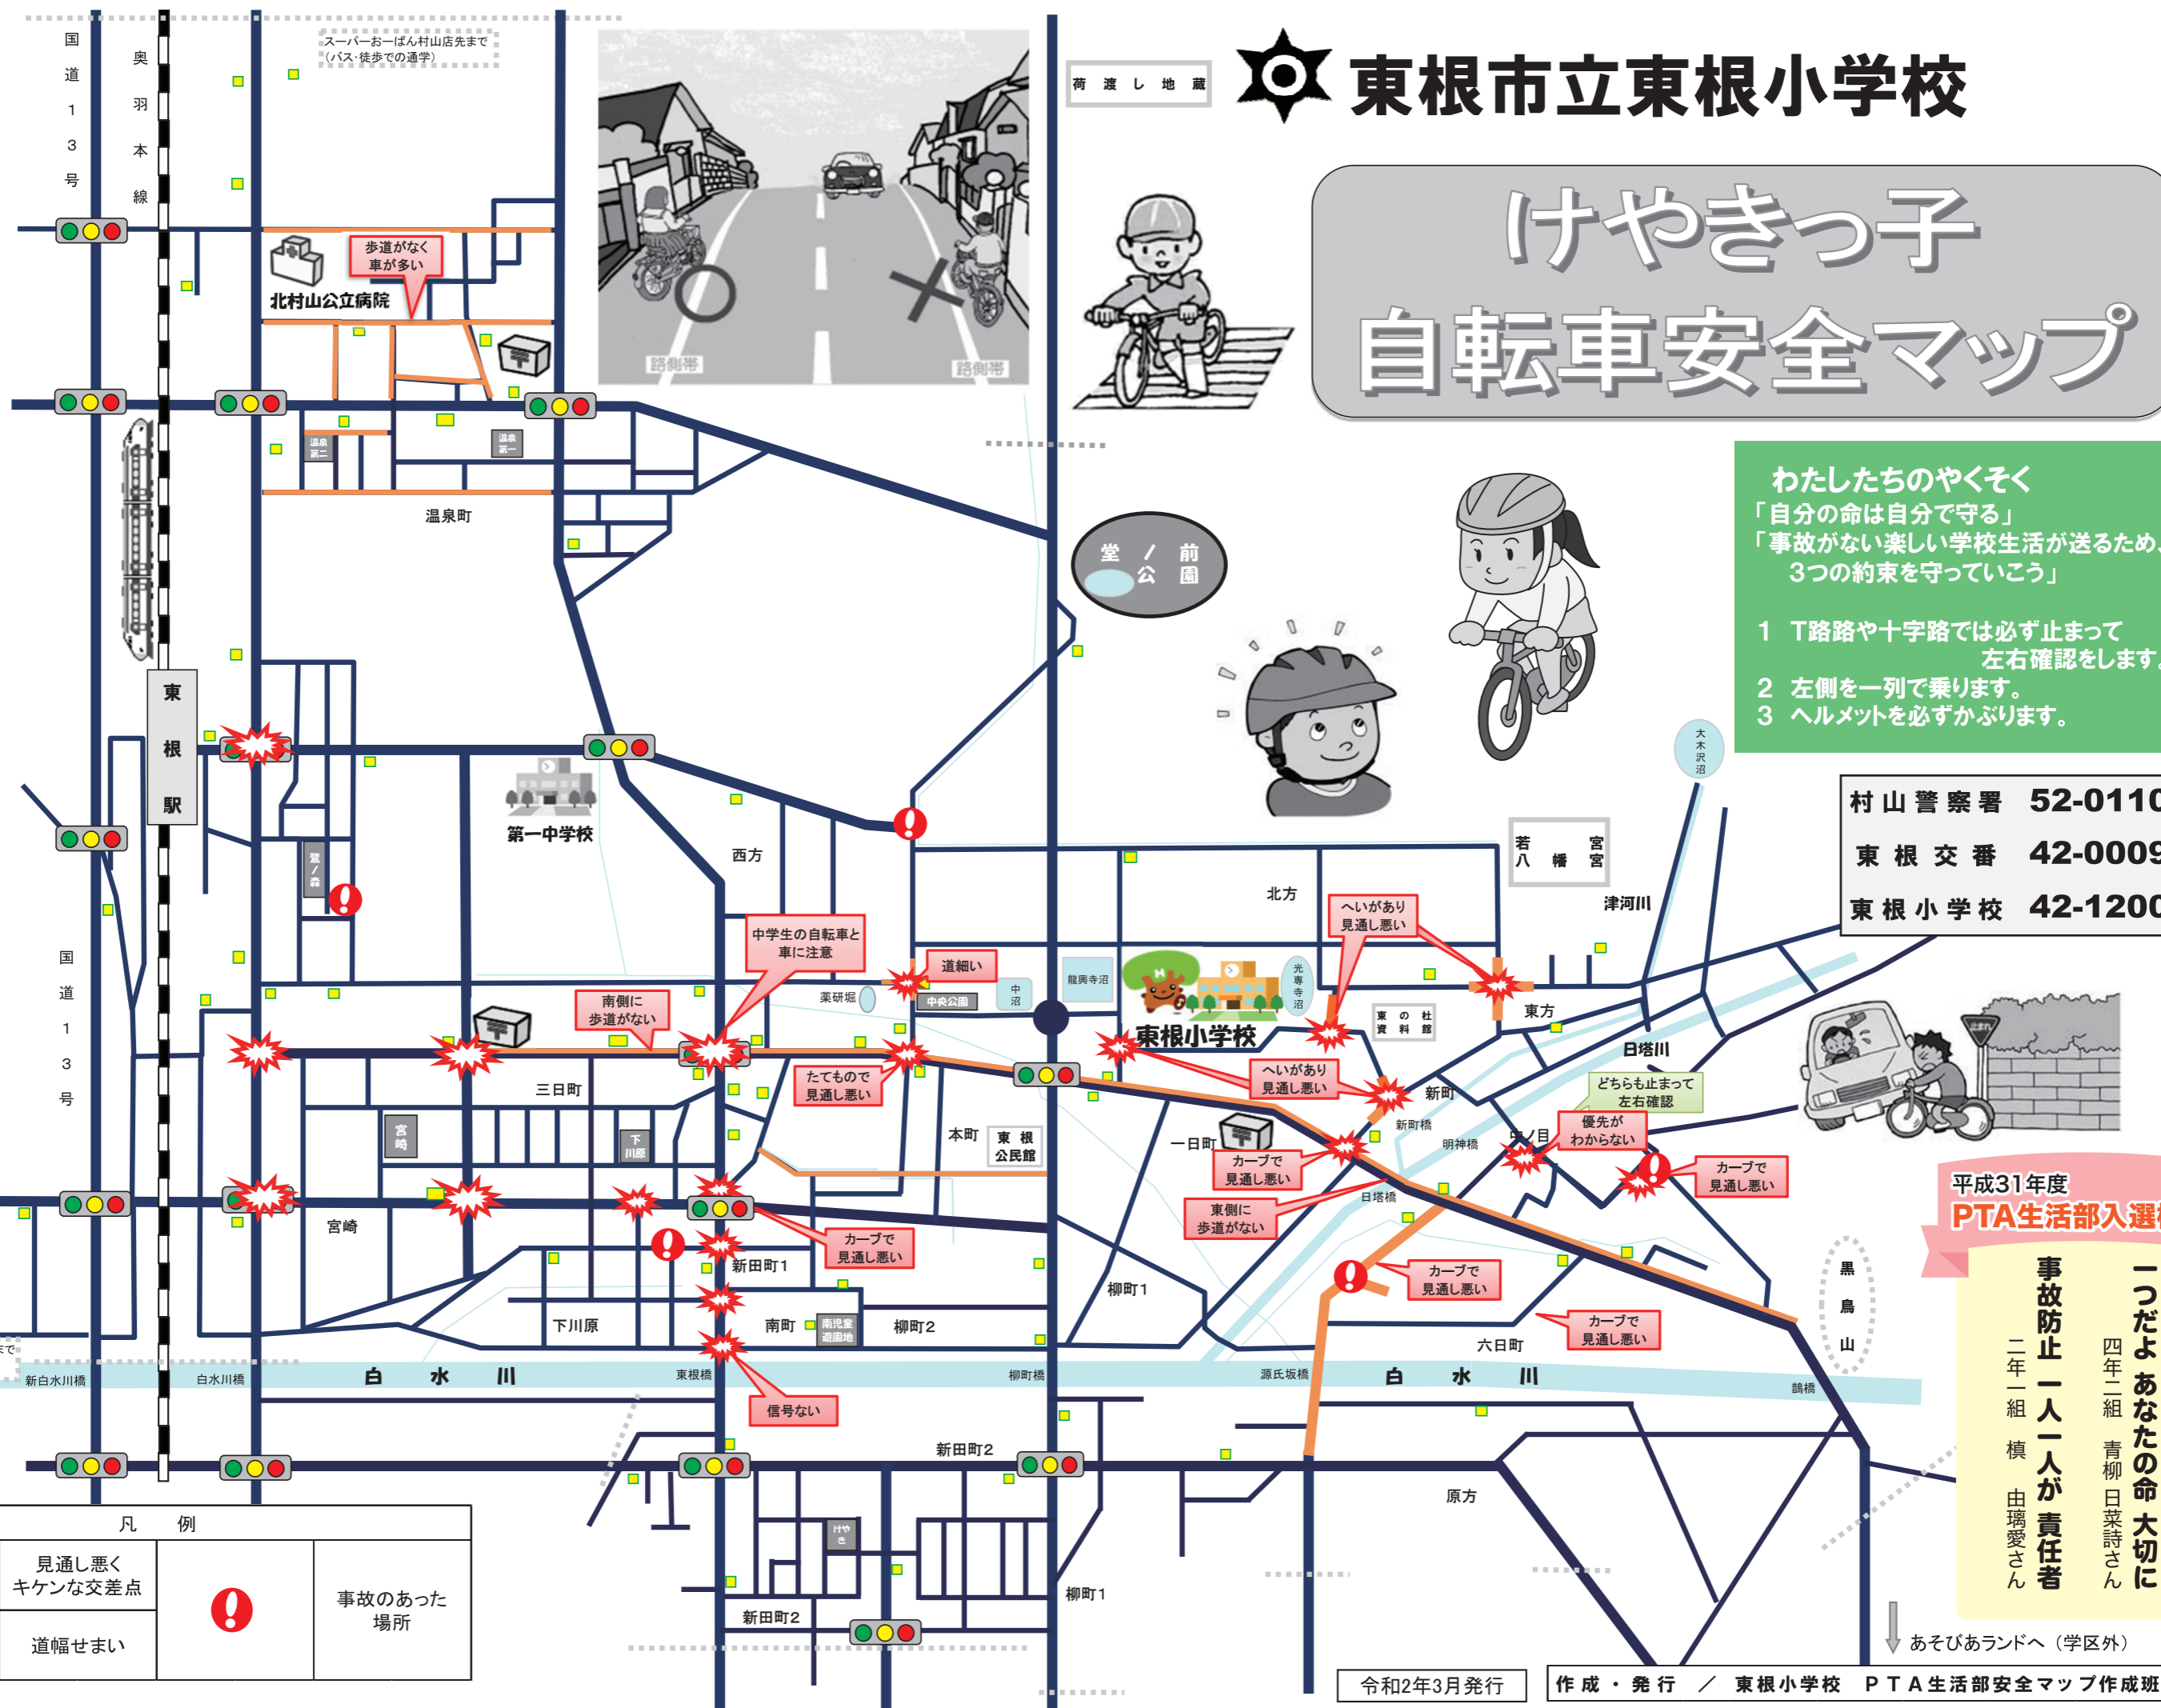 国道13号
奥羽本線
スーパーおーばん村山店先まで
(バス・徒歩での通学)
荷渡し地蔵
東根市立東根小学校
けやきっ子
自転車安全マップ
路側帯
路側帯
歩道がなく
車が多い
北村山公立病院
〒
温泉
第二
温泉
第一
温泉町
堂ノ前
公園
わたしたちのやくそく
「自分の命は自分で守る」
「事故がない楽しい学校生活が送るため、
3つの約束を守っていこう」
1 T路路や十字路では必ず止まって
左右確認をします。
2 左側を一列で乗ります。
3 ヘルメットを必ずかぶります。
東根駅
第一中学校
大木沢沼
村山警察署 52-0110
東根交番 42-0009
東根小学校 42-1200
鷺ノ森
西方
北方
若宮
八幡宮
津河川
へいがあり
見通し悪い
中学生の自転車と
車に注意
道細い
国道13号
南側に
歩道がない
薬研堀
中央公園
中沼
龍興寺沼
H
光専寺沼
東根小学校
東の杜
資料館
東方
日塔川
止まれ
〒
三日町
たてもので
見通し悪い
へいがあり
見通し悪い
新町
どちらも止まって
左右確認
優先が
わからない
中ノ目
新町橋
明神橋
宮崎
下
川原
本町
東根
公民館
一日町
〒
カーブで
見通し悪い
カーブで
見通し悪い
日塔橋
東側に
歩道がない
宮崎
カーブで
見通し悪い
新田町1
カーブで
見通し悪い
柳町1
カーブで
見通し悪い
下川原
南町
南児童
遊園地
柳町2
六日町
黒鳥山
平成31年度
PTA生活部入選
一つだよ あなたの命 大切に
四年二組 青柳 日菜詩さん
事故防止 一人一人が 責任者
二年一組 槙 由璃愛さん
まで
新白水川橋
白水川橋
白水川
東根橋
柳町橋
源氏坂橋
白水川
鵲橋
信号ない
新田町2
原方
けや
き
柳町1
新田町2
凡例
見通し悪く
キケンな交差点
道幅せまい
事故のあった
場所
あそびあランドへ(学区外)
令和2年3月発行
作成・発行 / 東根小学校 PTA生活部安全マップ作成班